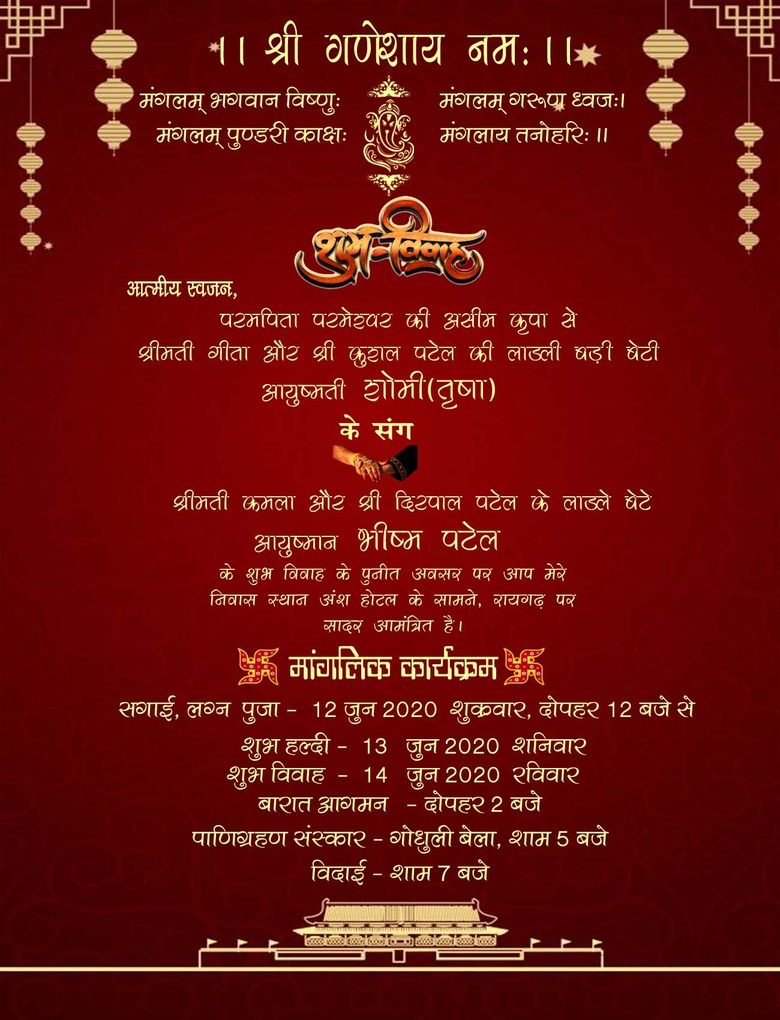 ।। श्री गणेशाय नम: ।।
मंगलम् भगवान विष्णुः मंगलम् गरूण ध्वजः।
मंगलम् पुण्डरी काक्षः मंगलाय तनोहरिः ।।
शुभ-विवाह
आत्मीय स्वजन,
परमपिता परमेश्वर की असीम कृपा से
श्रीमती गीता और श्री कुशल पटेल की लाडली बड़ी बेटी
आयुष्मती शोमी(तृषा)
के संग
श्रीमती कमला और श्री दिरपाल पटेल के लाडले बेटे
आयुष्मान भीष्म पटेल
के शुभ विवाह के पुनीत अवसर पर आप मेरे
निवास स्थान अंश होटल के सामने, रायगढ़ पर
सादर आमंत्रित है।
मांगलिक कार्यक्रम
सगाई, लग्न पुजा - 12 जुन 2020 शुक्रवार, दोपहर 12 बजे से
शुभ हल्दी - 13 जुन 2020 शनिवार
शुभ विवाह - 14 जुन 2020 रविवार
बारात आगमन - दोपहर 2 बजे
पाणिग्रहण संस्कार - गोधुली बेला, शाम 5 बजे
विदाई - शाम 7 बजे